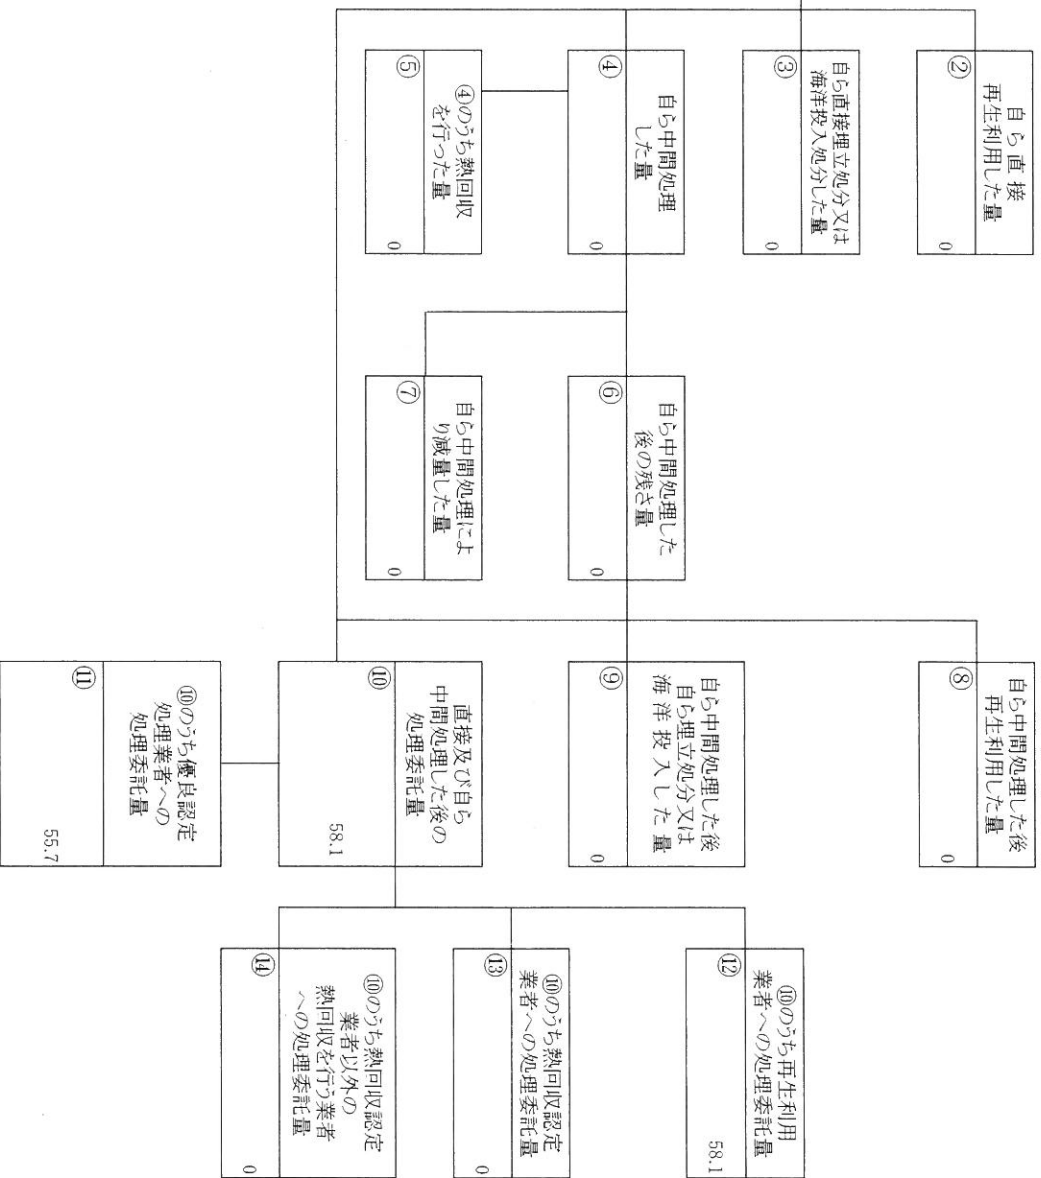 自ら直接
再生利用した量
②
0
自ら直接埋立処分又は
海洋投入処分した量
③
0
自ら中間処理
した量
④
0
④のうち熱回収
を行った量
⑤
0
自ら中間処理した
後の残さ量
⑥
0
自ら中間処理によ
り減量した量
⑦
0
自ら中間処理した後
再生利用した量
⑧
0
自ら中間処理した後
自ら埋立処分又は
海洋投入した量
⑨
0
直接及び自ら
中間処理した後の
処理委託量
⑩
58.1
⑩のうち優良認定
処理業者への
処理委託量
⑪
55.7
⑩のうち再生利用
業者への処理委託量
⑫
58.1
⑩のうち熱回収認定
業者への処理委託量
⑬
0
⑩のうち熱回収認定
業者以外の
熱回収を行う業者
への処理委託量
⑭
0